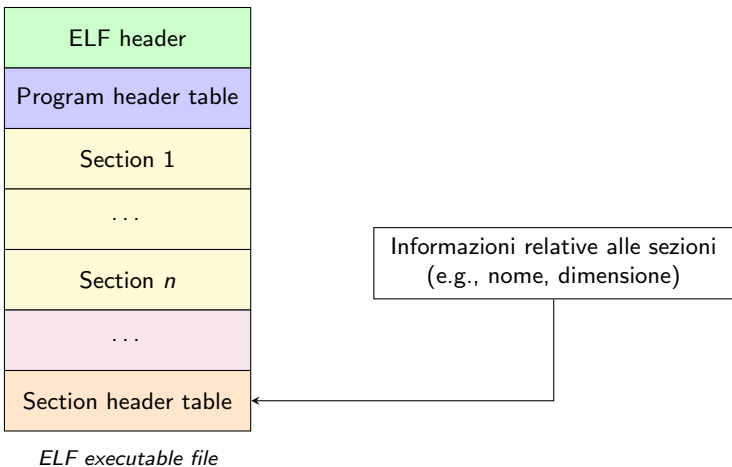 ELF header
Program header table
Section 1
...
Section n
...
Section header table
ELF executable file
Informazioni relative alle sezioni
(e.g., nome, dimensione)